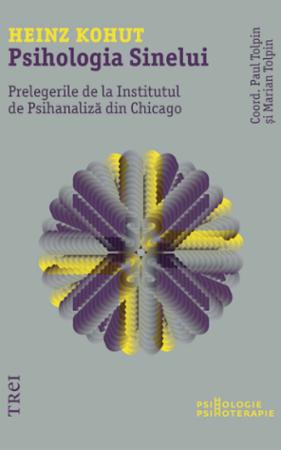 HEINZ KOHUT
Psihologia Sinelui
Prelegerile de la Institutul
de Psihanaliză din Chicago
Coord. Paul Tolpin
și Marian Tolpin
TREI
PSIHOLOGIE
PSIHOTERAPIE